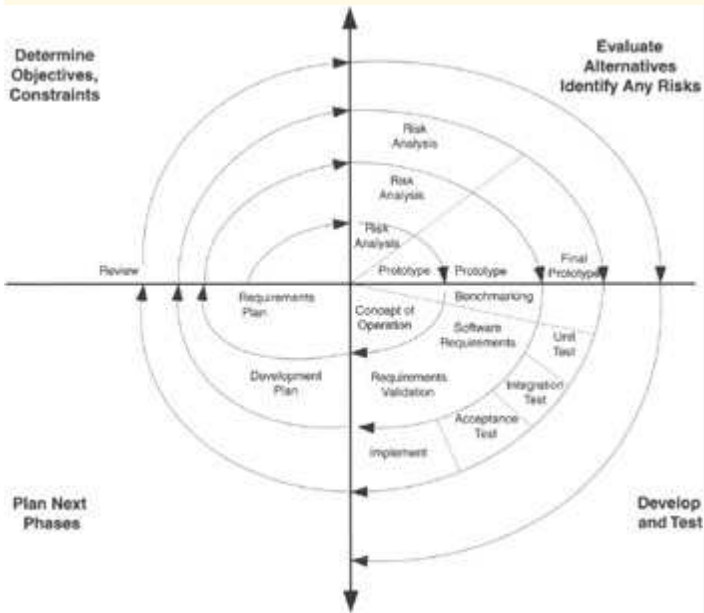 Determine
Objectives,
Constraints
Evaluate
Alternatives
Identify Any Risks
Risk
Analysis
Risk
Analysis
Risk
Analysis
Review
Prototype
Prototype
Final
Prototype
Requirements
Plan
Concept of
Operation
Benchmarking
Software
Requirements
Unit
Test
Development
Plan
Requirements
Validation
Integration
Test
Acceptance
Test
Implement
Plan Next
Phases
Develop
and Test